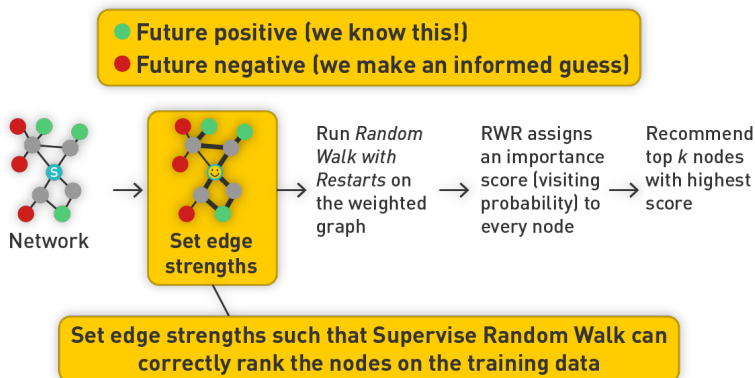 Future positive (we know this!)
Future negative (we make an informed guess)
S
Network
Set edge
strengths
Run Random
Walk with
Restarts on
the weighted
graph
RWR assigns
an importance
score (visiting
probability) to
every node
Recommend
top k nodes
with highest
score
Set edge strengths such that Supervise Random Walk can
correctly rank the nodes on the training data